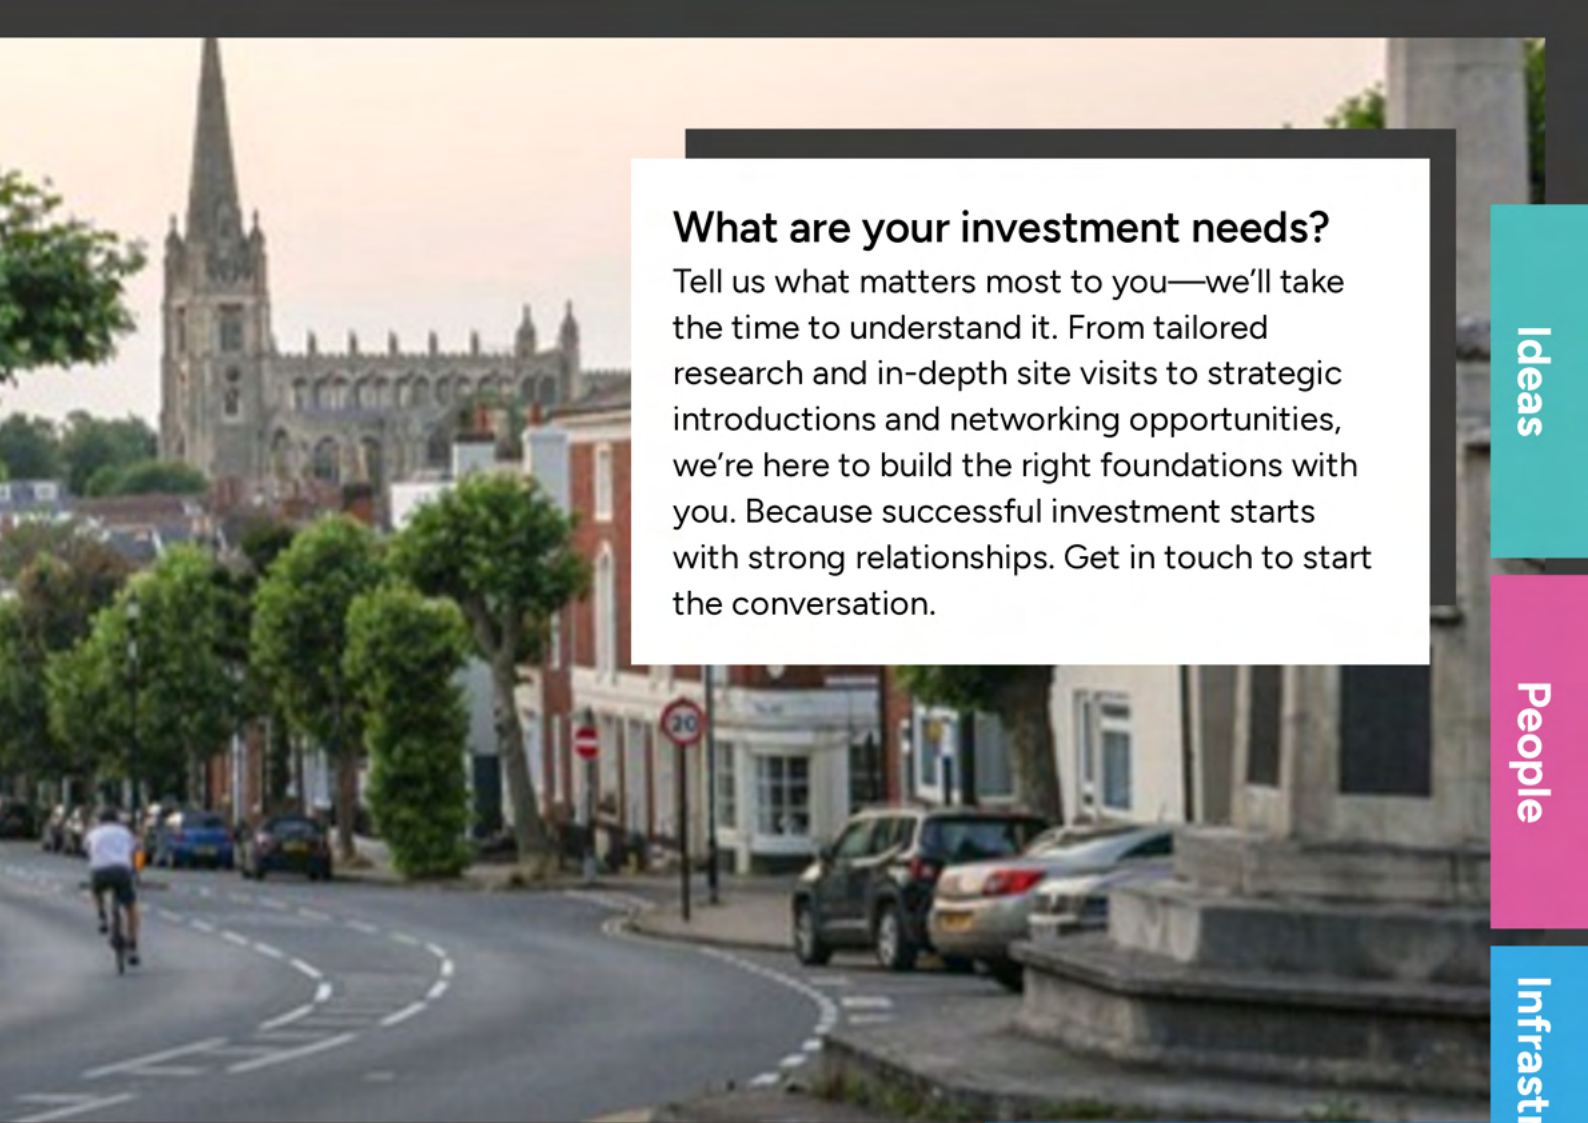 What are your investment needs?
Tell us what matters most to you—we’ll take
the time to understand it. From tailored
research and in-depth site visits to strategic
introductions and networking opportunities,
we’re here to build the right foundations with
you. Because successful investment starts
with strong relationships. Get in touch to start
the conversation.
Ideas
People
Infrastr
20